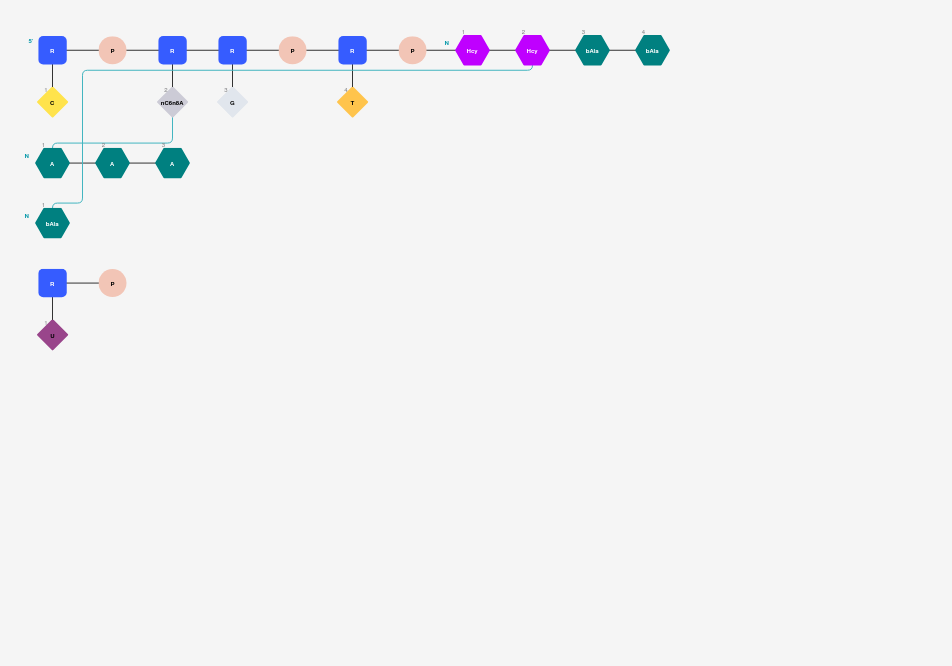 1 2 3 4
5' R P R R P R P N Hcy Hcy bAla bAla
1 2 3 4
C nC6n8A G T
1 2 3
N A A A
1
N bAla
R P
U